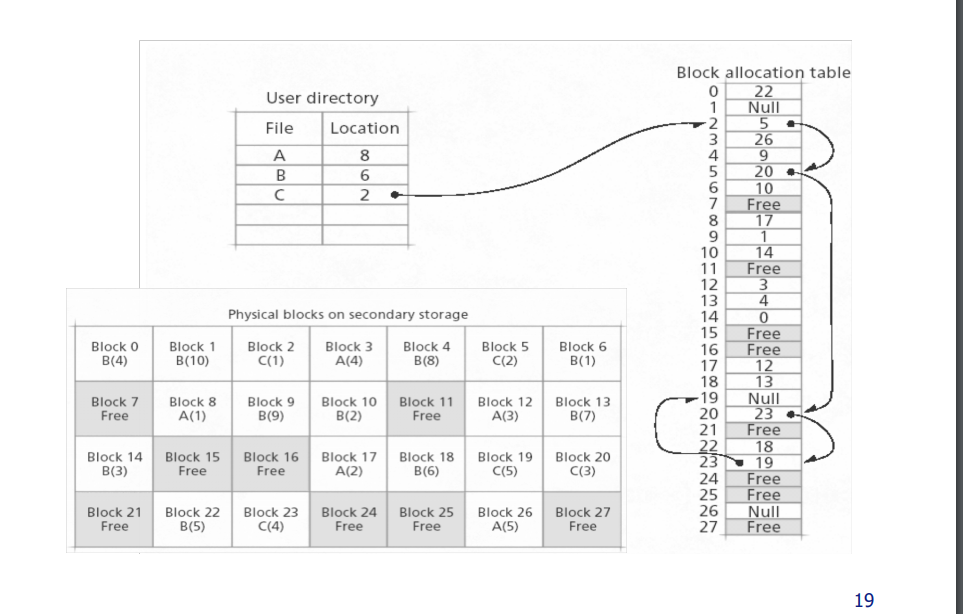 Block allocation table
0 22
1 Null
2 5
3 26
4 9
5 20
6 10
7 Free
8 17
9 1
10 14
11 Free
12 3
13 4
14 0
15 Free
16 Free
17 12
18 13
19 Null
20 23
21 Free
22 18
23 19
24 Free
25 Free
26 Null
27 Free
User directory
File Location
A 8
B 6
C 2
Physical blocks on secondary storage
Block 0 Block 1 Block 2 Block 3 Block 4 Block 5 Block 6
B(4) B(10) C(1) A(4) B(8) C(2) B(1)
Block 7 Block 8 Block 9 Block 10 Block 11 Block 12 Block 13
Free A(1) B(9) B(2) Free A(3) B(7)
Block 14 Block 15 Block 16 Block 17 Block 18 Block 19 Block 20
B(3) Free Free A(2) B(6) C(5) C(3)
Block 21 Block 22 Block 23 Block 24 Block 25 Block 26 Block 27
Free B(5) C(4) Free Free A(5) Free
19